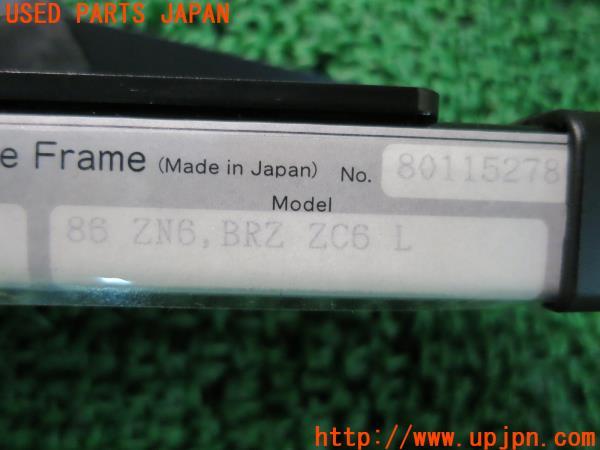 USED PARTS JAPAN
e Frame (Made in Japan) No. 80115278
Model
86 ZN6, BRZ ZC6 L
http://www.upjpn.com